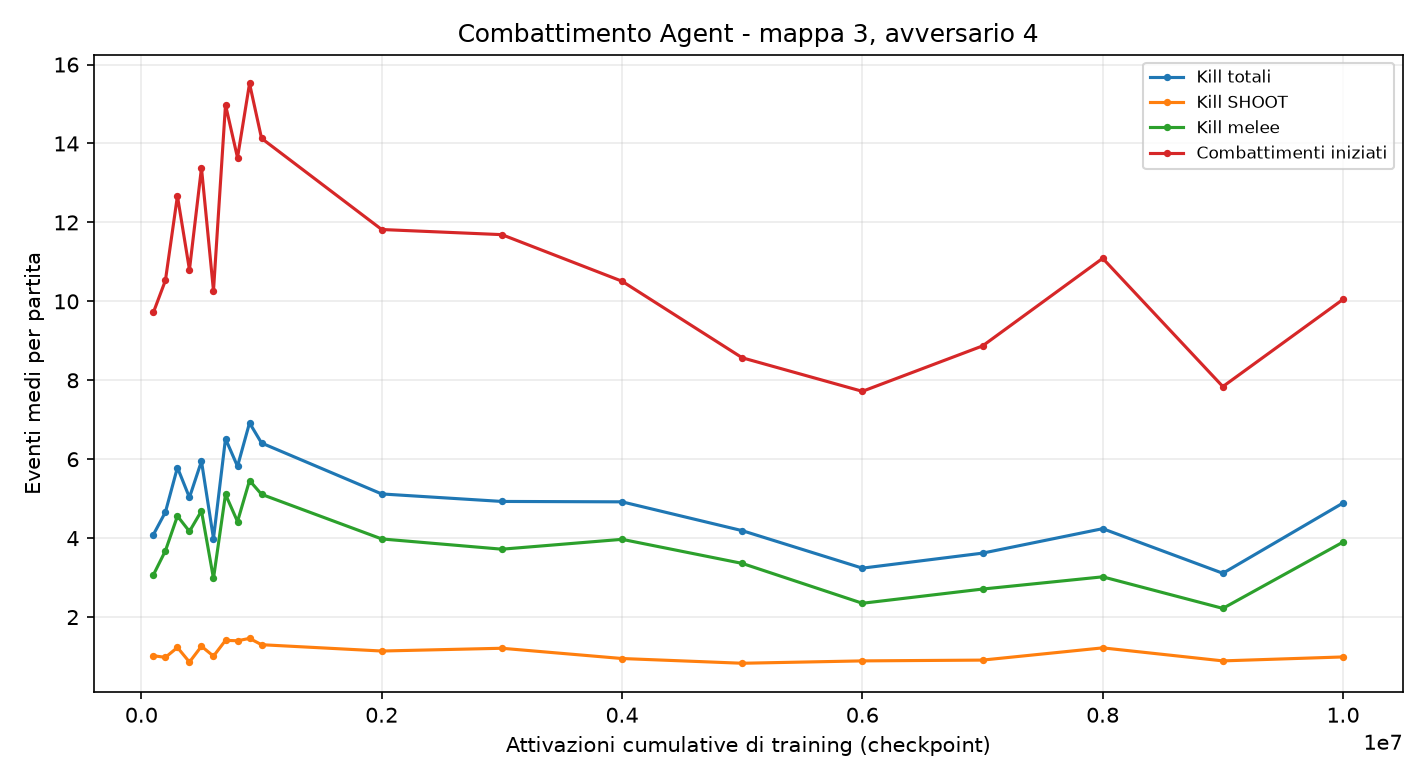 Combattimento Agent - mappa 3, avversario 4
Kill totali
Kill SHOOT
Kill melee
Combattimenti iniziati
Eventi medi per partita
16
14
12
10
8
6
4
2
0.0 0.2 0.4 0.6 0.8 1.0
1e7
Attivazioni cumulative di training (checkpoint)